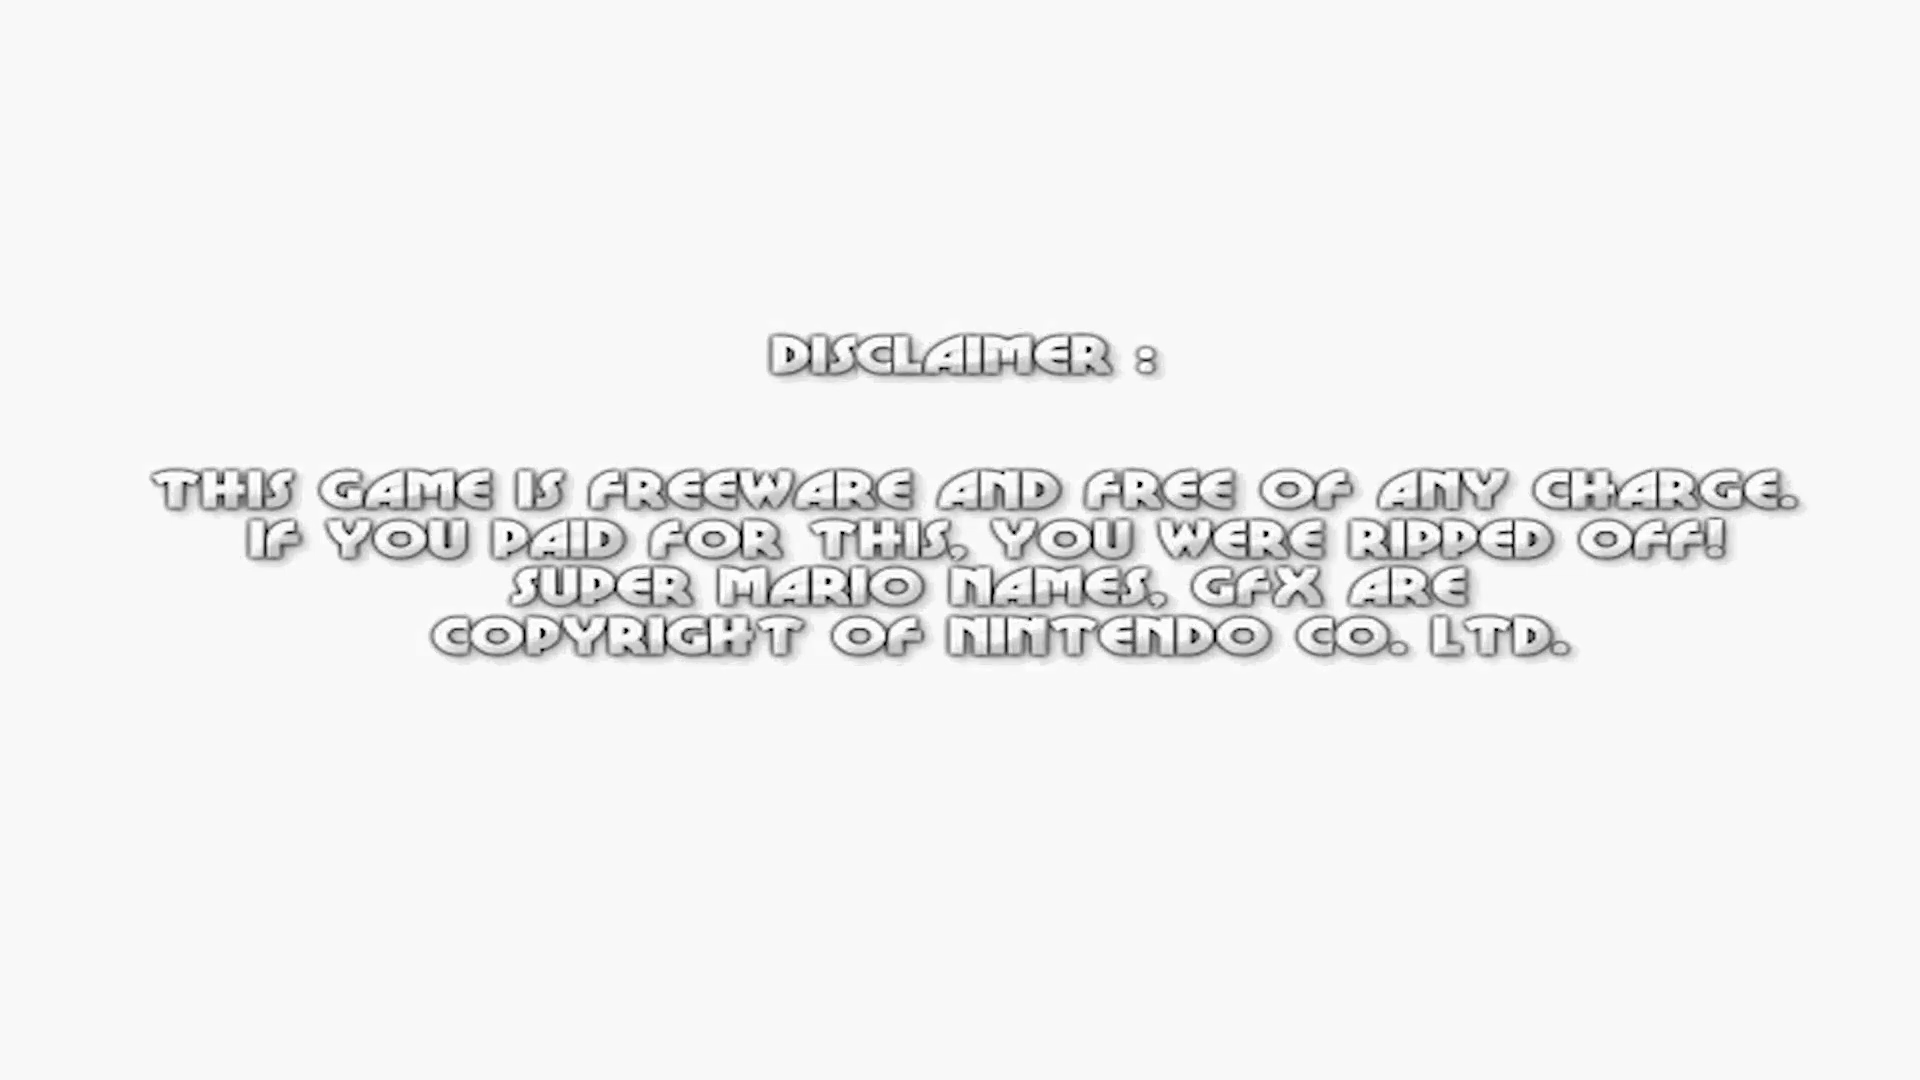 DISCLAIMER :
THIS GAME IS FREEWARE AND FREE OF ANY CHARGE.
IF YOU PAID FOR THIS, YOU WERE RIPPED OFF!
SUPER MARIO NAMES, GFX ARE
COPYRIGHT OF NINTENDO CO. LTD.